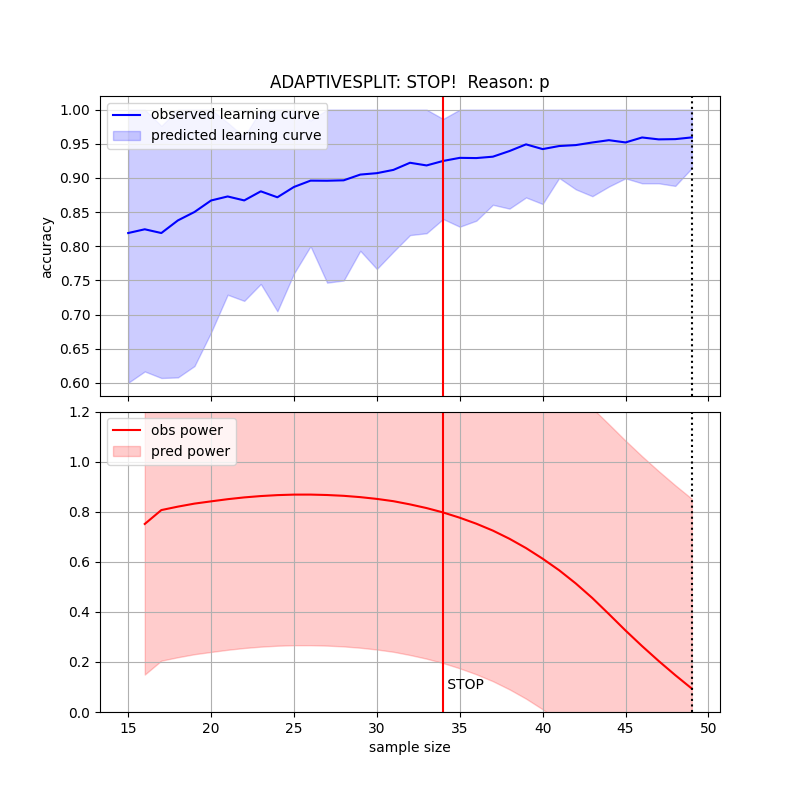 ADAPTIVESPLIT: STOP!  Reason: p
1.00
0.95
0.90
0.85
0.80
0.75
0.70
0.65
0.60
accuracy
observed learning curve
predicted learning curve
1.2
1.0
0.8
0.6
0.4
0.2
0.0
obs power
pred power
STOP
15 20 25 30 35 40 45 50
sample size